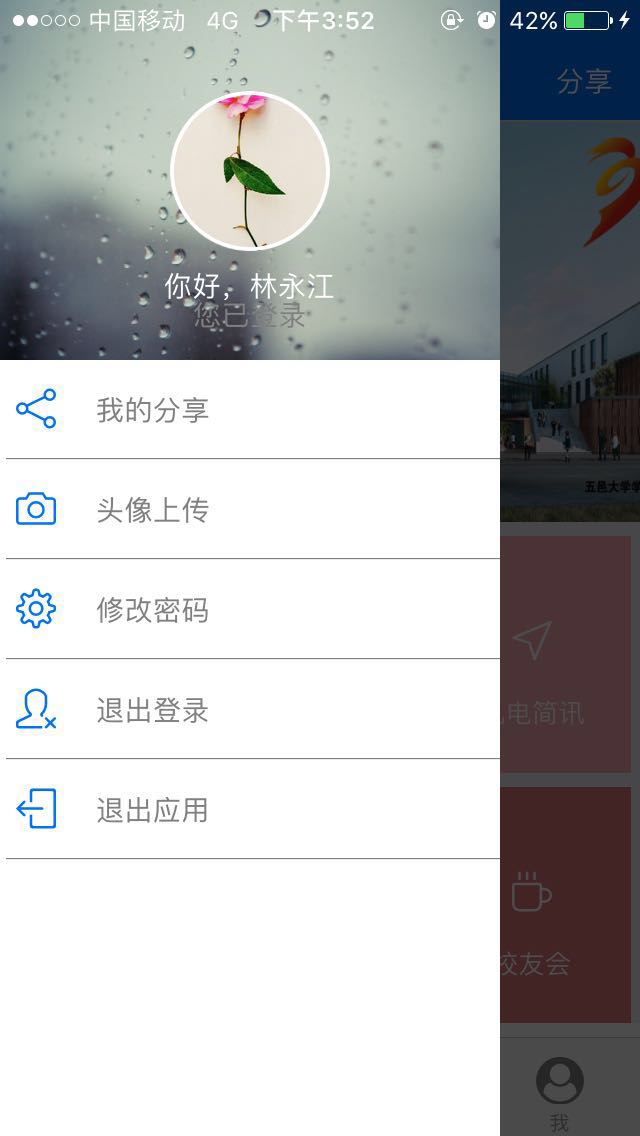 中国移动 4G 下午3:52 42%
分享
你好，林永江
您已登录
我的分享
头像上传
修改密码
退出登录
退出应用
五邑大学学
电简讯
校友会
我